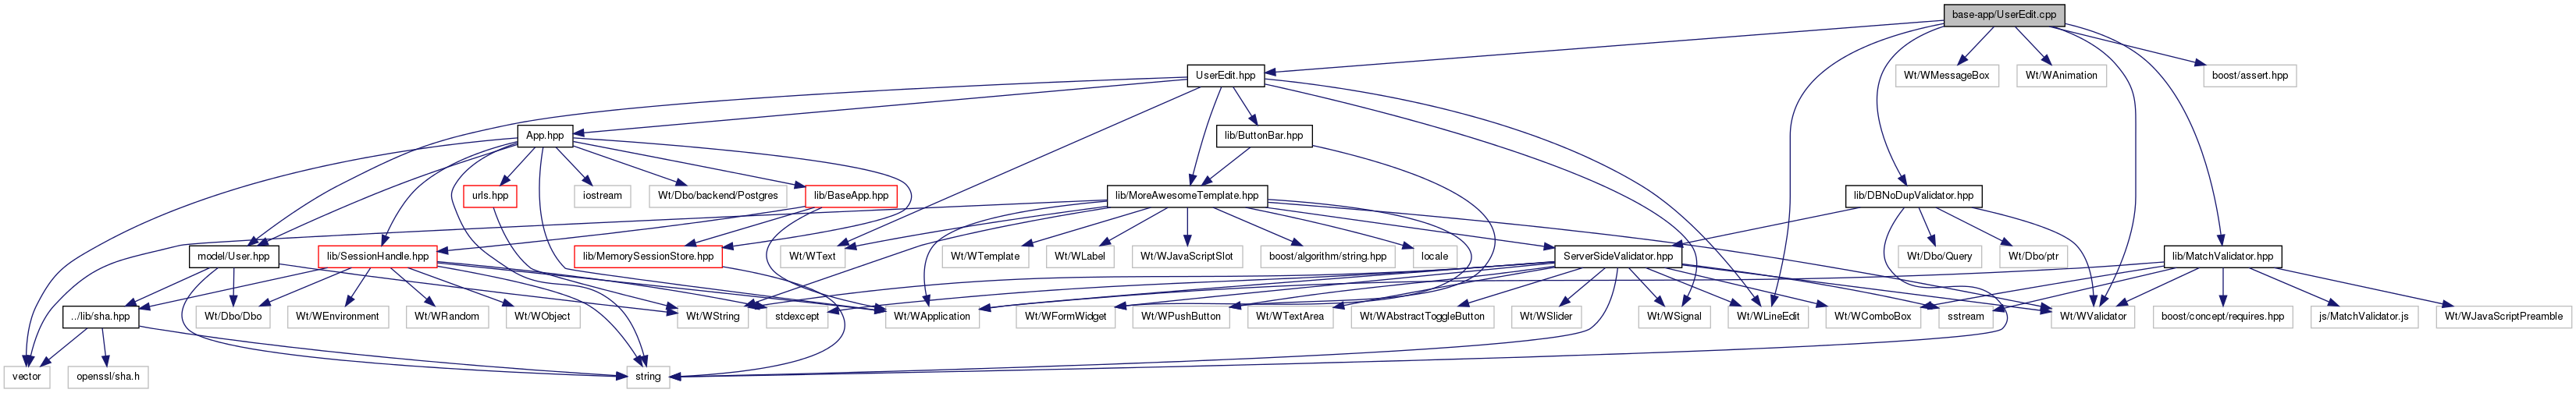 base-app/UserEdit.cpp
UserEdit.hpp
Wt/WMessageBox
Wt/WAnimation
boost/assert.hpp
App.hpp
lib/ButtonBar.hpp
urls.hpp
iostream
Wt/Dbo/backend/Postgres
lib/BaseApp.hpp
lib/MoreAwesomeTemplate.hpp
lib/DBNoDupValidator.hpp
model/User.hpp
lib/SessionHandle.hpp
lib/MemorySessionStore.hpp
Wt/WText
Wt/WTemplate
Wt/WLabel
Wt/WJavaScriptSlot
boost/algorithm/string.hpp
locale
ServerSideValidator.hpp
Wt/Dbo/Query
Wt/Dbo/ptr
lib/MatchValidator.hpp
../lib/sha.hpp
Wt/Dbo/Dbo
Wt/WEnvironment
Wt/WRandom
Wt/WObject
Wt/WString
stdexcept
Wt/WApplication
Wt/WFormWidget
Wt/WPushButton
Wt/WTextArea
Wt/WAbstractToggleButton
Wt/WSlider
Wt/WSignal
Wt/WLineEdit
Wt/WComboBox
sstream
Wt/WValidator
boost/concept/requires.hpp
js/MatchValidator.js
Wt/WJavaScriptPreamble
vector
openssl/sha.h
string